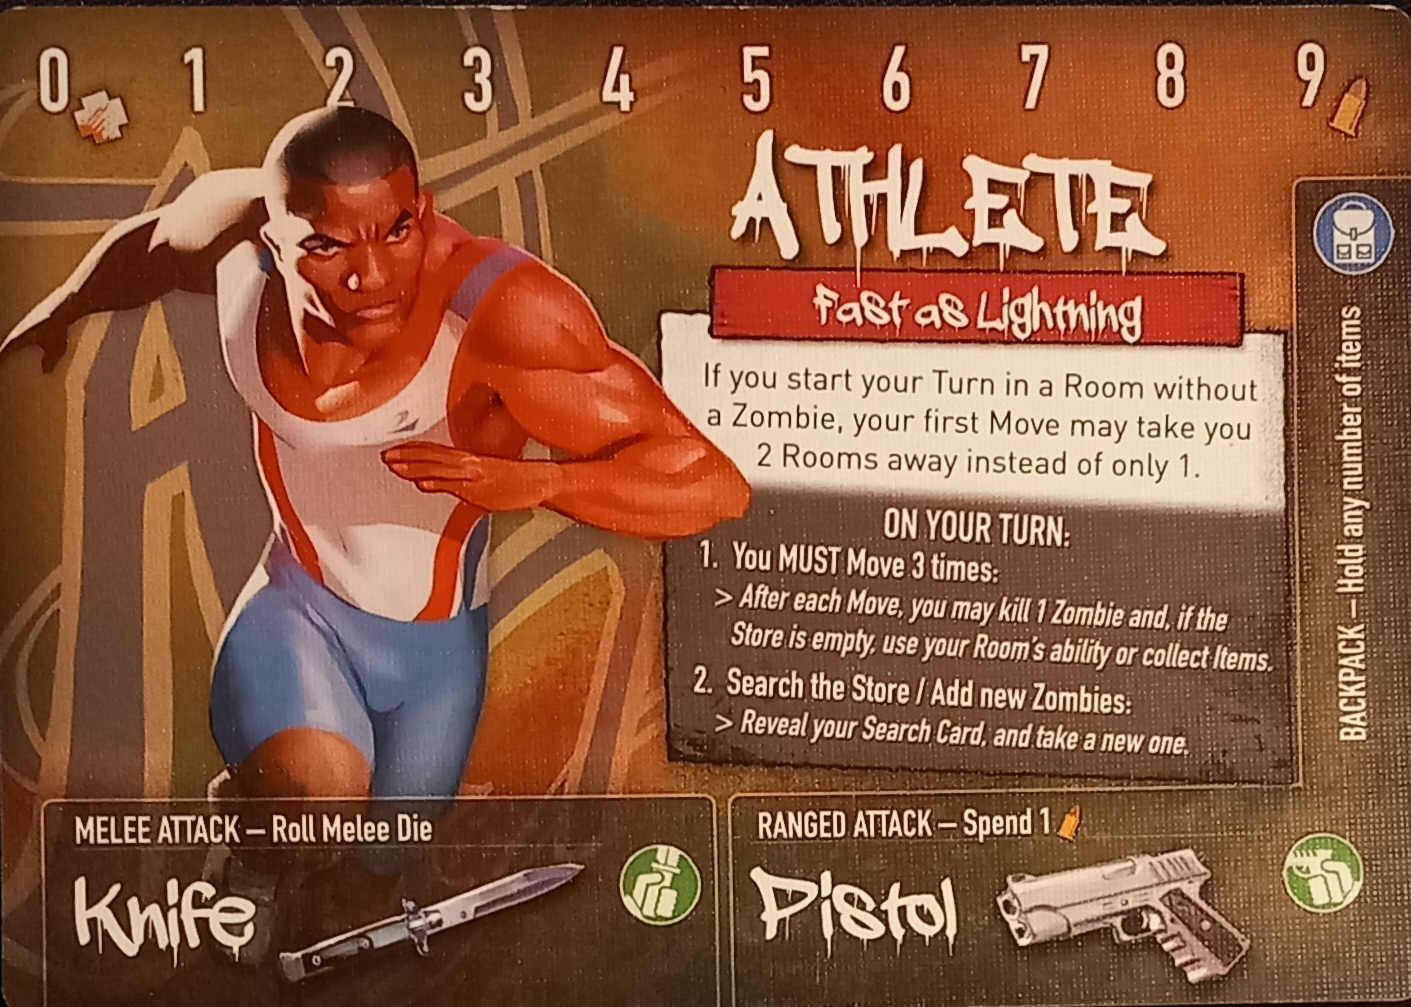 0 1 2 3 4 5 6 7 8 9
ATHLETE
Fast as Lightning
If you start your Turn in a Room without
a Zombie, your first Move may take you
2 Rooms away instead of only 1.
ON YOUR TURN:
1. You MUST Move 3 times:
> After each Move, you may kill 1 Zombie and, if the
Store is empty, use your Room's ability or collect Items.
2. Search the Store / Add new Zombies:
> Reveal your Search Card, and take a new one.
BACKPACK – Hold any number of items
MELEE ATTACK – Roll Melee Die
Knife
RANGED ATTACK – Spend 1
Pistol